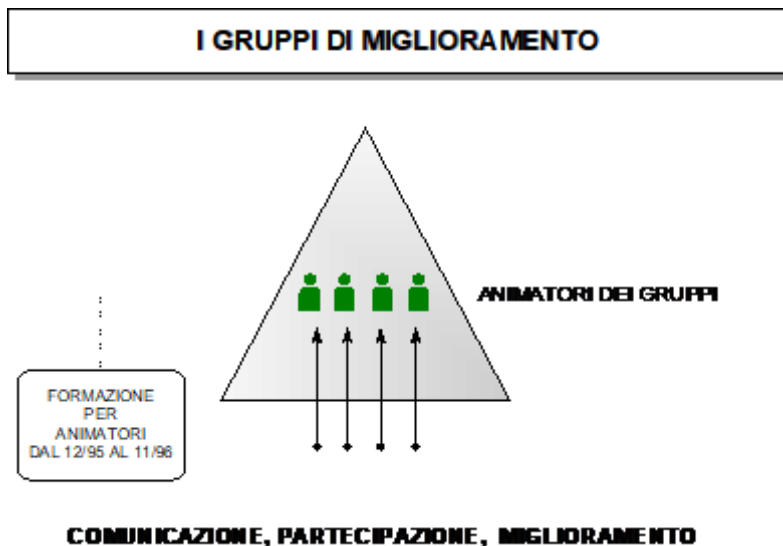 I GRUPPI DI MIGLIORAMENTO
ANIMATORI DEI GRUPPI
FORMAZIONE
PER
ANIMATORI
DAL 12/95 AL 11/96
COMUNICAZIONE, PARTECIPAZIONE, MIGLIORAMENTO